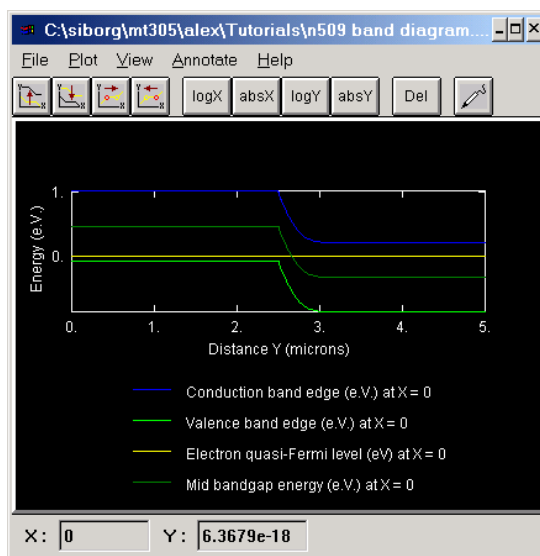 C:\siborg\mt305\alex\Tutorials\n509 band diagram....
File Plot View Annotate Help
logX absX logY absY Del
1.
0.
Energy (e.V.)
0. 1. 2. 3. 4. 5.
Distance Y (microns)
Conduction band edge (e.V.) at X = 0
Valence band edge (e.V.) at X = 0
Electron quasi-Fermi level (eV) at X = 0
Mid bandgap energy (e.V.) at X = 0
X: 0 Y: 6.3679e-18